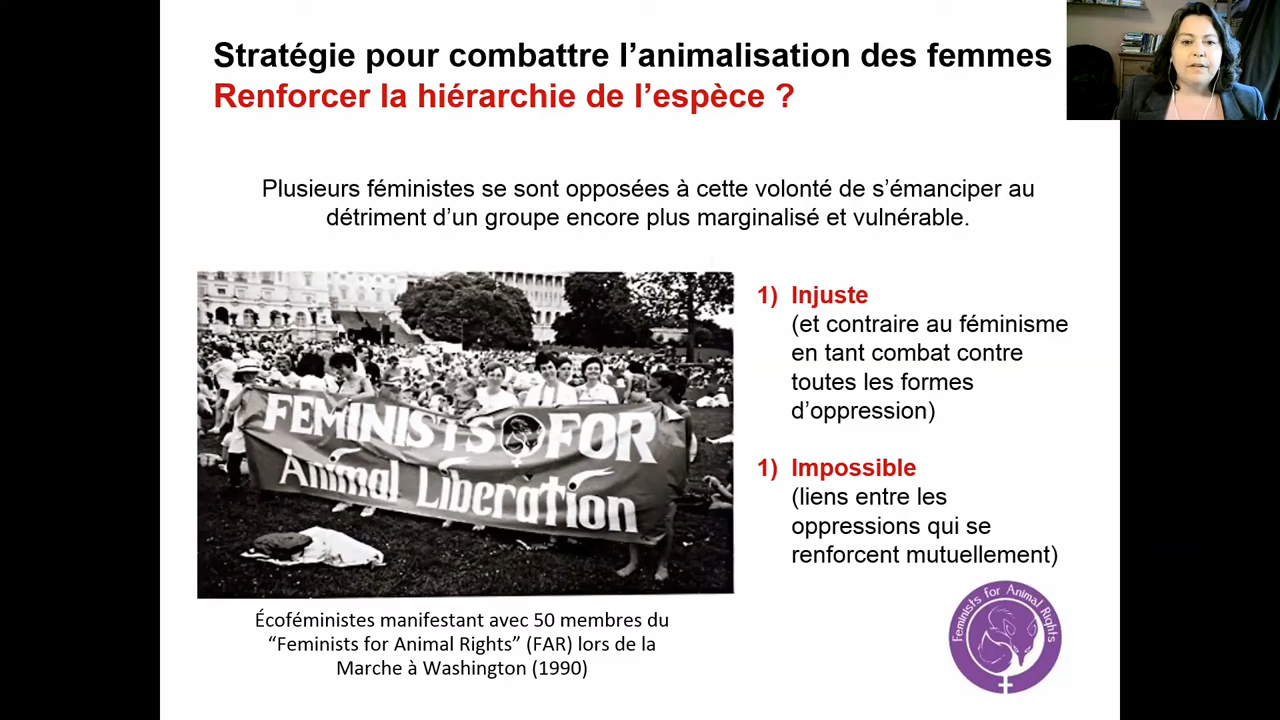 Stratégie pour combattre l’animalisation des femmes
Renforcer la hiérarchie de l’espèce ?
Plusieurs féministes se sont opposées à cette volonté de s’émanciper au
détriment d’un groupe encore plus marginalisé et vulnérable.
FEMINISTS FOR
Animal Liberation
1) Injuste
(et contraire au féminisme
en tant combat contre
toutes les formes
d’oppression)
1) Impossible
(liens entre les
oppressions qui se
renforcent mutuellement)
Écoféministes manifestant avec 50 membres du
“Feminists for Animal Rights” (FAR) lors de la
Marche à Washington (1990)
Feminists for Animal Rights